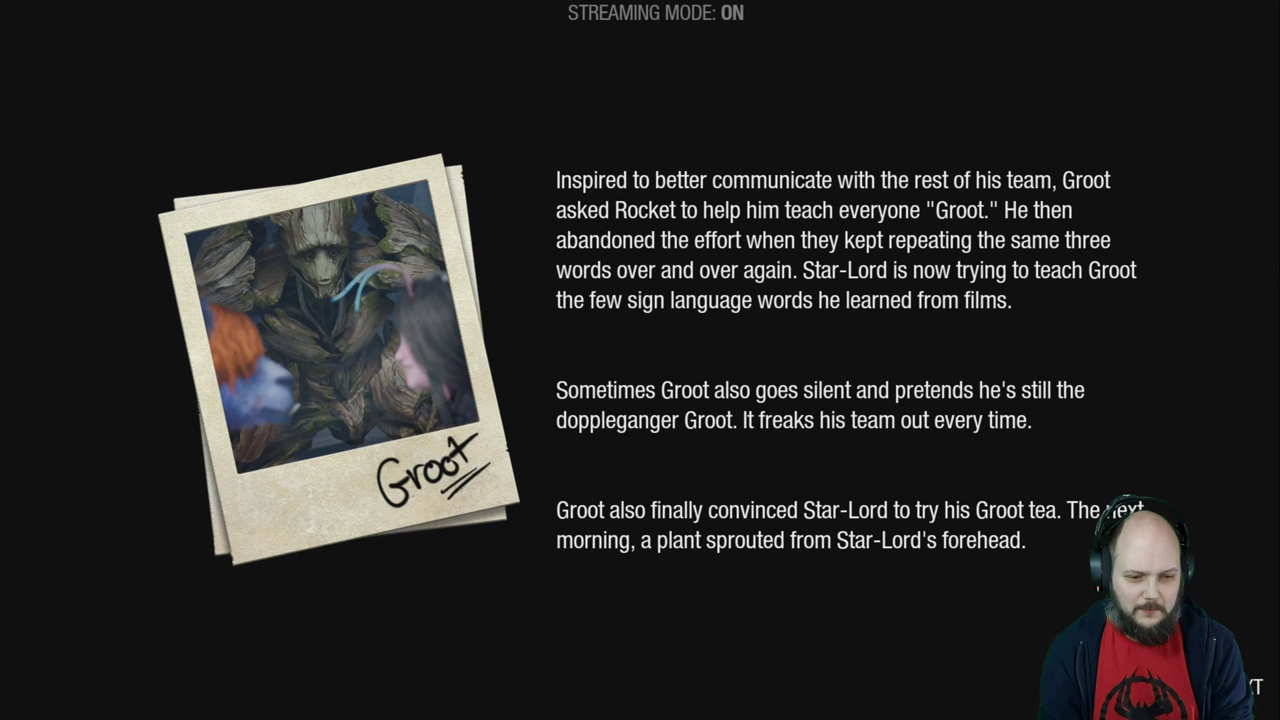 STREAMING MODE: ON
Inspired to better communicate with the rest of his team, Groot
asked Rocket to help him teach everyone "Groot." He then
abandoned the effort when they kept repeating the same three
words over and over again. Star-Lord is now trying to teach Groot
the few sign language words he learned from films.
Sometimes Groot also goes silent and pretends he's still the
doppleganger Groot. It freaks his team out every time.
Groot
Groot also finally convinced Star-Lord to try his Groot tea. The next
morning, a plant sprouted from Star-Lord's forehead.